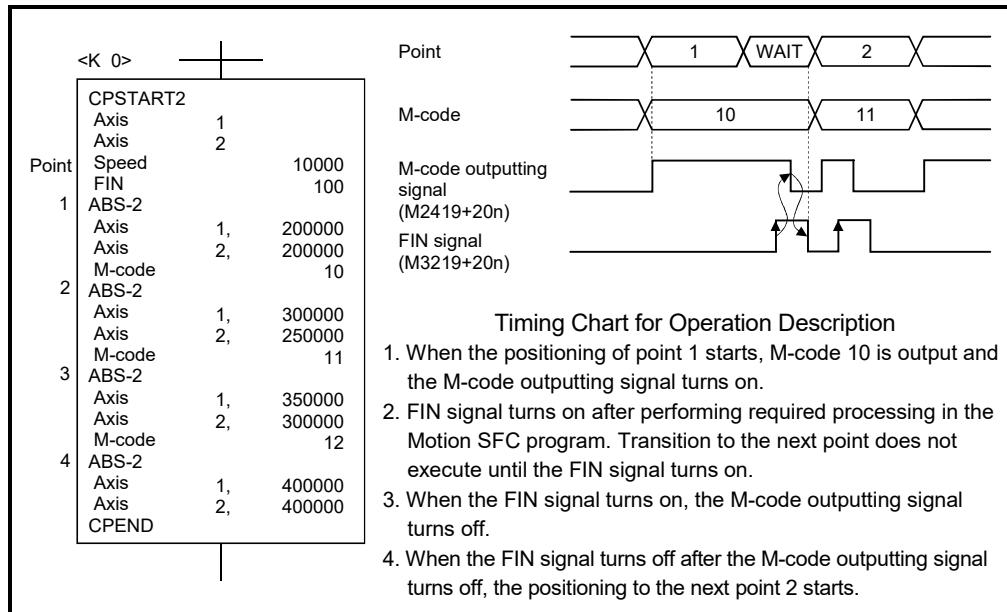 <K 0>
CPSTART2
Axis 1
Axis 2
Point Speed 10000
FIN 100
1 ABS-2
Axis 1, 200000
Axis 2, 200000
M-code 10
2 ABS-2
Axis 1, 300000
Axis 2, 250000
M-code 11
3 ABS-2
Axis 1, 350000
Axis 2, 300000
M-code 12
4 ABS-2
Axis 1, 400000
Axis 2, 400000
CPEND
Point 1 WAIT 2
M-code 10 11
M-code outputting
signal
(M2419+20n)
FIN signal
(M3219+20n)
Timing Chart for Operation Description
1. When the positioning of point 1 starts, M-code 10 is output and
the M-code outputting signal turns on.
2. FIN signal turns on after performing required processing in the
Motion SFC program. Transition to the next point does not
execute until the FIN signal turns on.
3. When the FIN signal turns on, the M-code outputting signal
turns off.
4. When the FIN signal turns off after the M-code outputting signal
turns off, the positioning to the next point 2 starts.